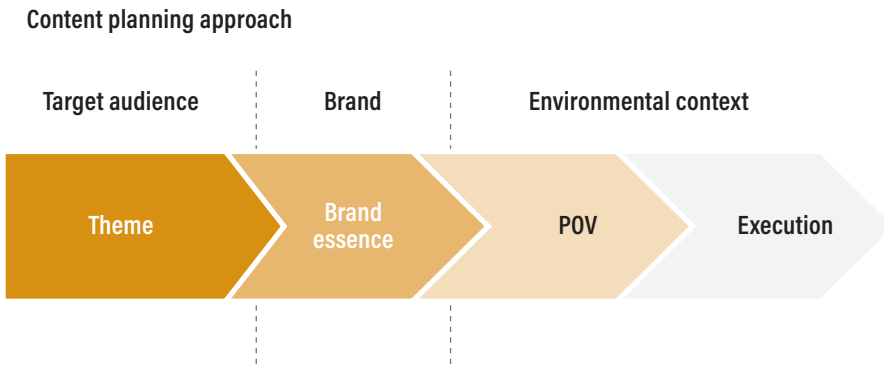 Content planning approach
Target audience
Brand
Environmental context
Theme
Brand
essence
POV
Execution